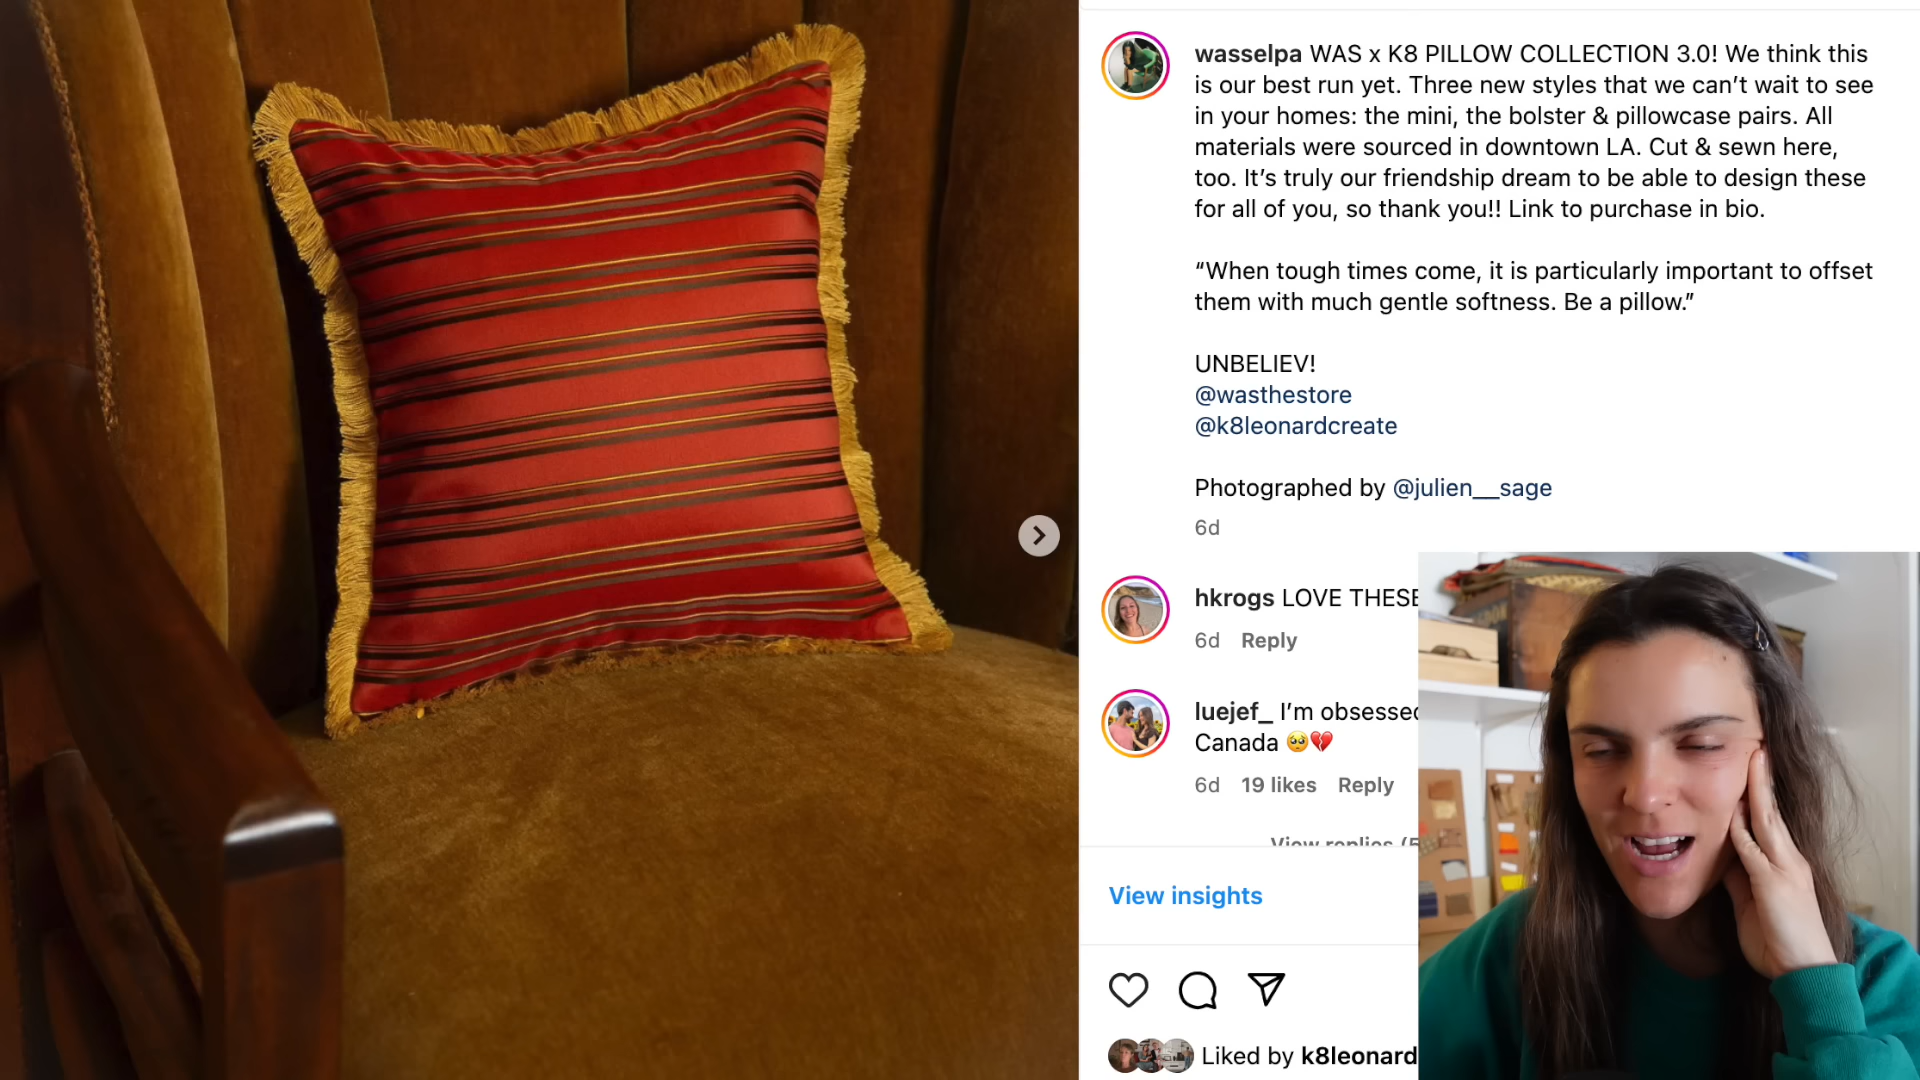 wasselpa WAS x K8 PILLOW COLLECTION 3.0! We think this
is our best run yet. Three new styles that we can’t wait to see
in your homes: the mini, the bolster & pillowcase pairs. All
materials were sourced in downtown LA. Cut & sewn here,
too. It’s truly our friendship dream to be able to design these
for all of you, so thank you!! Link to purchase in bio.
“When tough times come, it is particularly important to offset
them with much gentle softness. Be a pillow.”
UNBELIEV!
@wasthestore
@k8leonardcreate
Photographed by @julien__sage
6d
hkrogs LOVE THESE
6d Reply
luejef_ I’m obsessed
Canada 🥺💔
6d 19 likes Reply
View replies (5
View insights
Liked by k8leonard